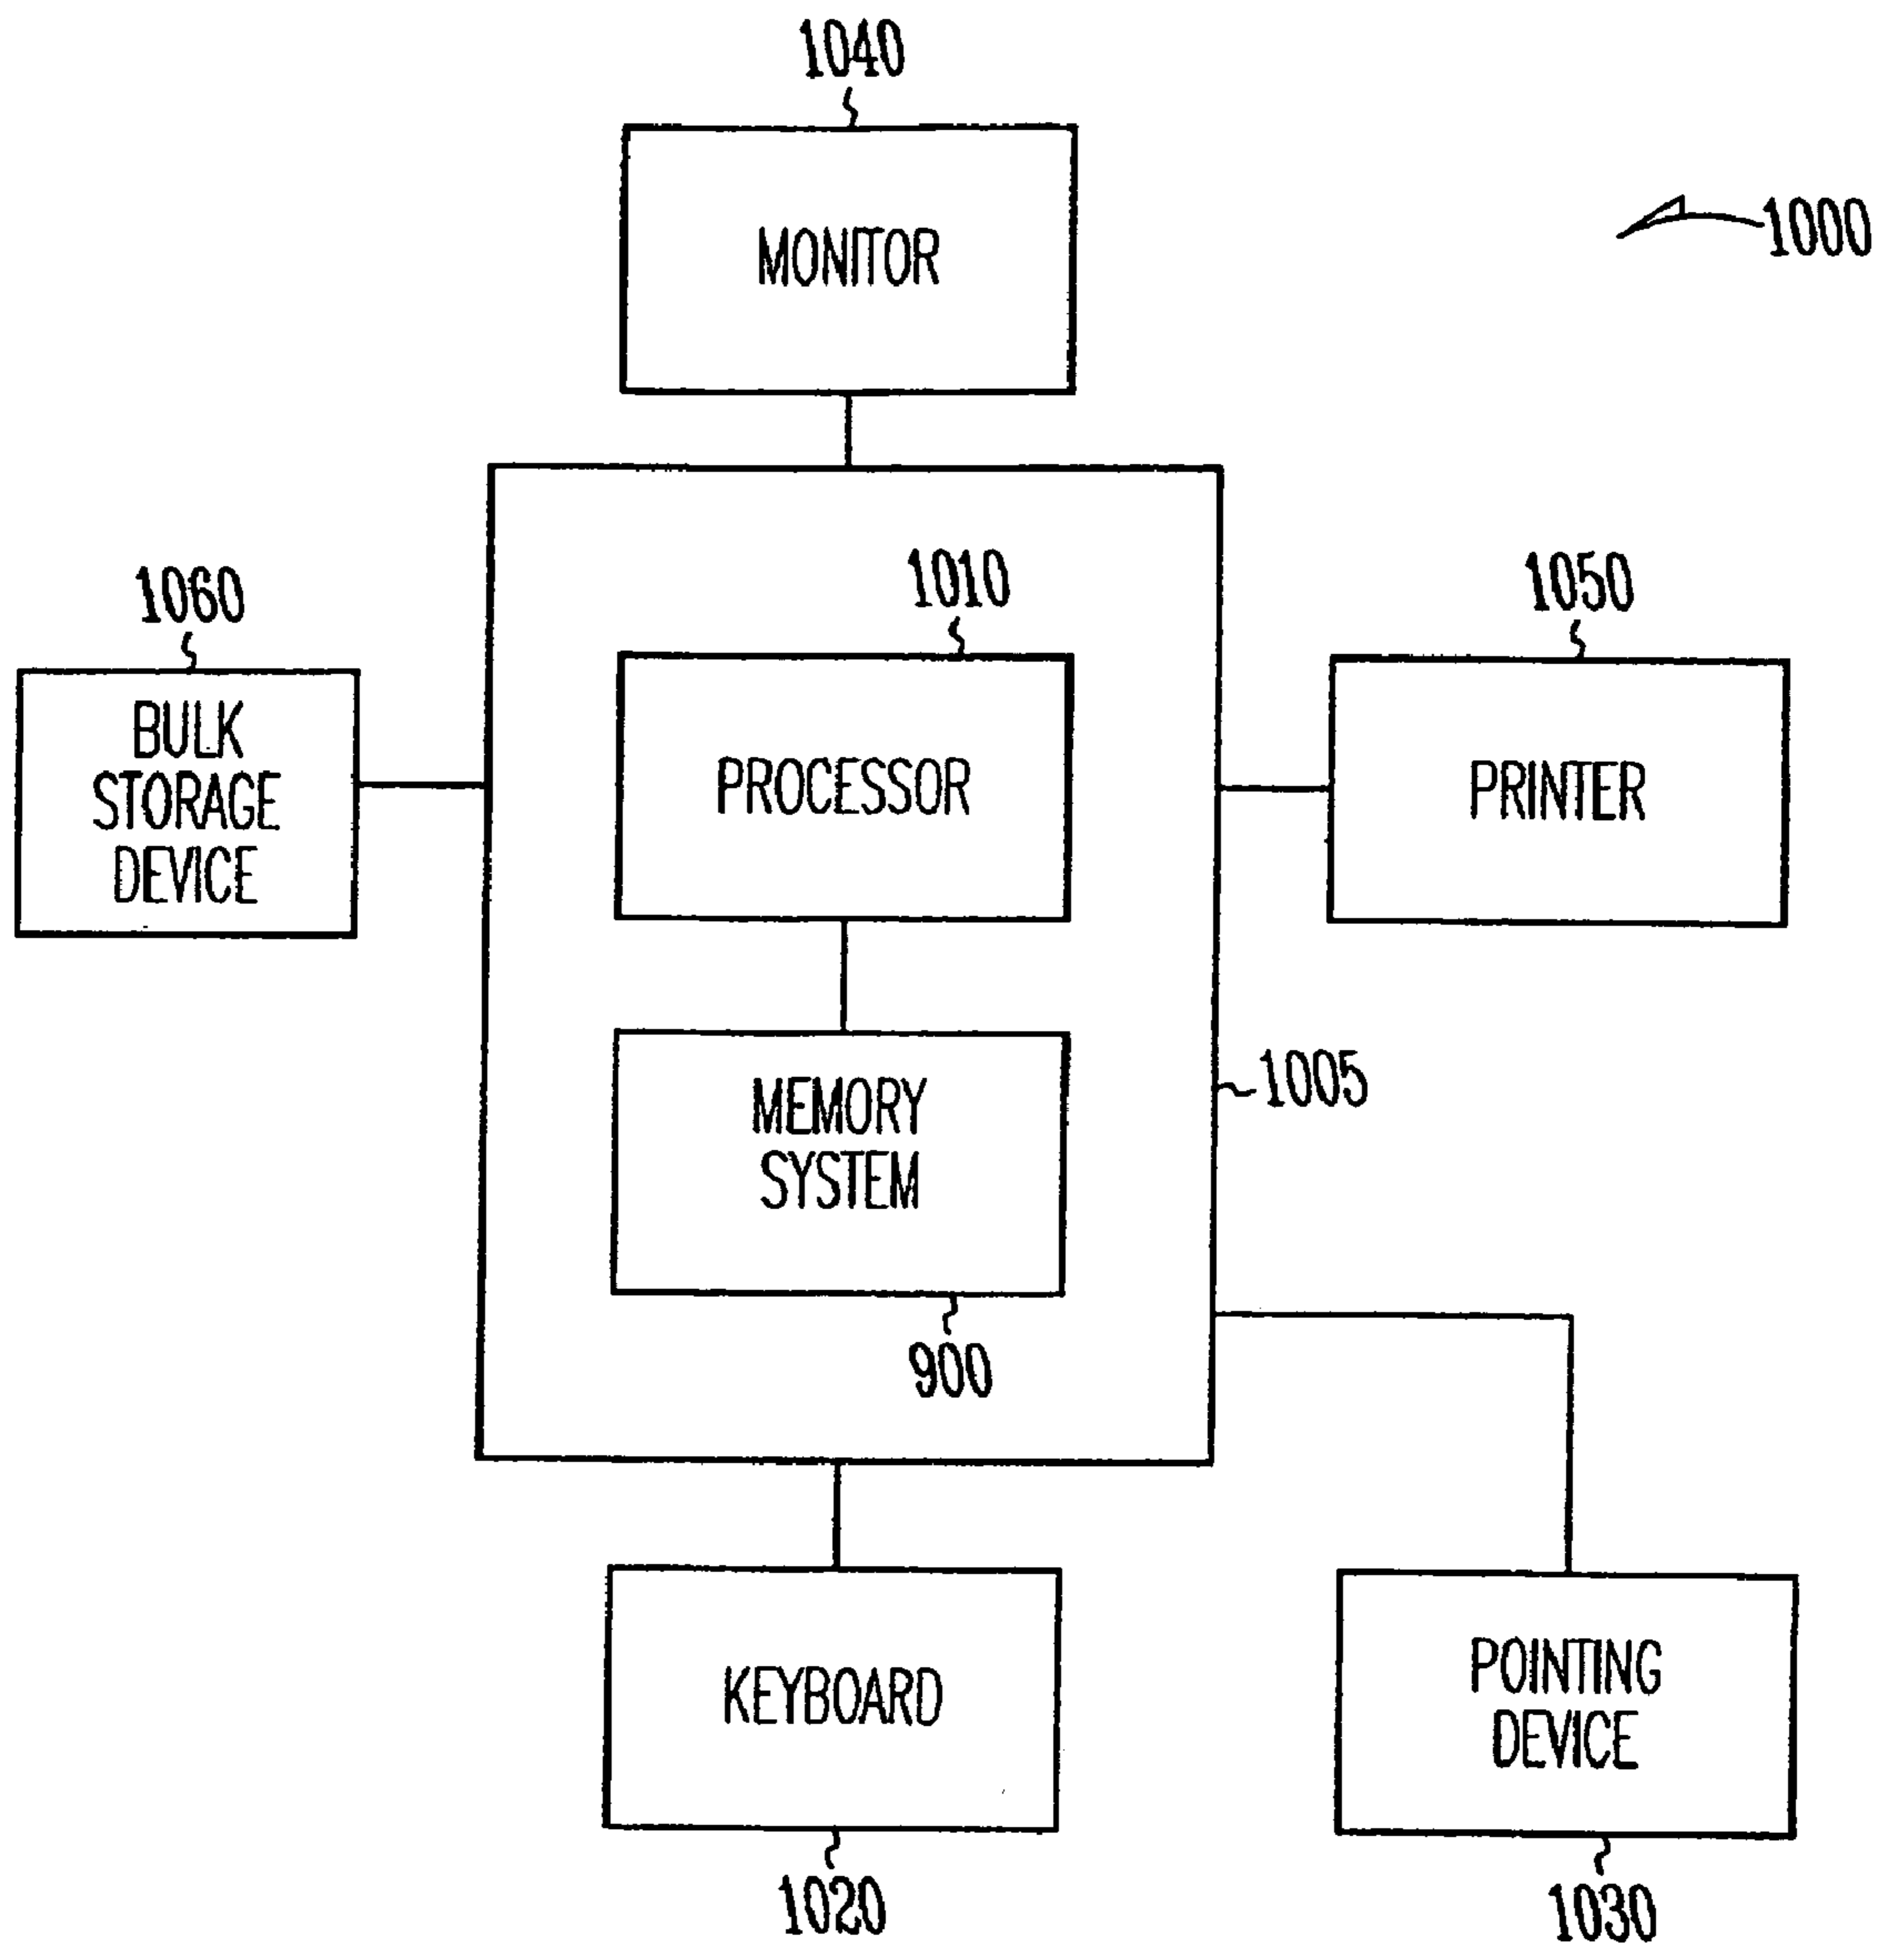 1040
MONITOR
1000
1060
BULK
STORAGE
DEVICE
1010
PROCESSOR
1050
PRINTER
MEMORY
SYSTEM
900
1005
KEYBOARD
1020
POINTING
DEVICE
1030